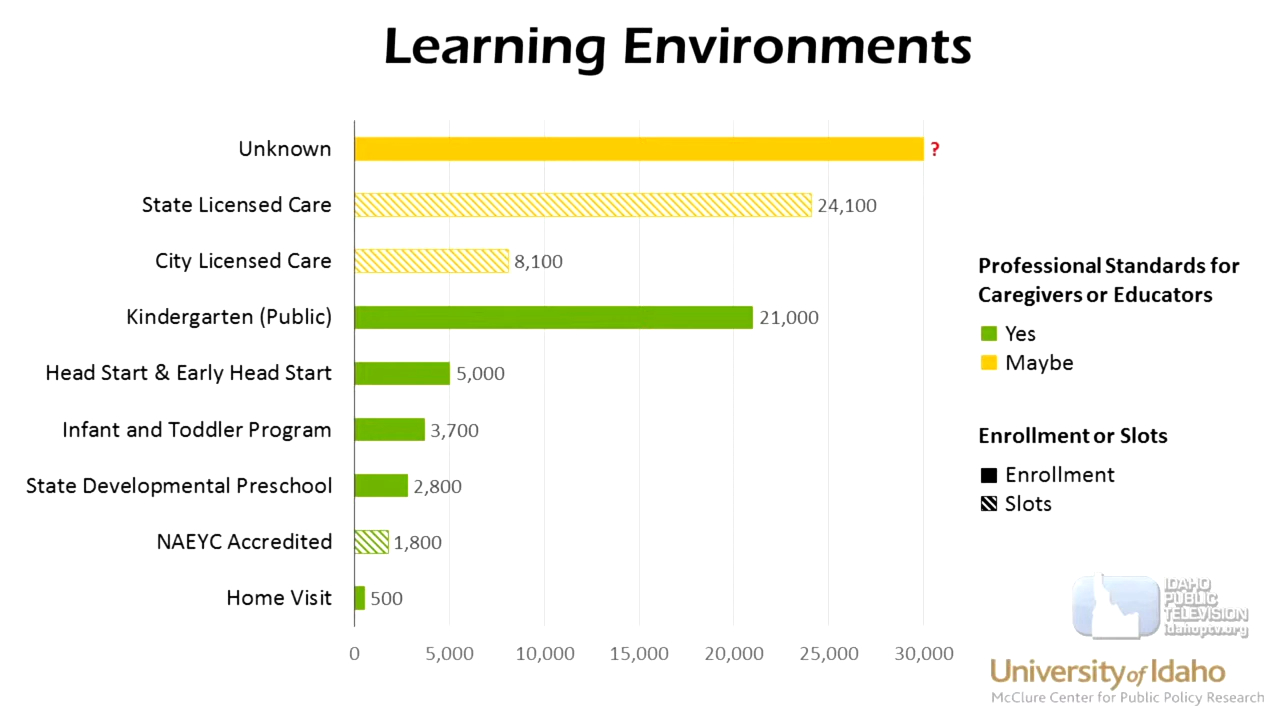 Learning Environments
Unknown
?
State Licensed Care
24,100
City Licensed Care
8,100
Kindergarten (Public)
21,000
Head Start & Early Head Start
5,000
Infant and Toddler Program
3,700
State Developmental Preschool
2,800
NAEYC Accredited
1,800
Home Visit
500
0
5,000
10,000
15,000
20,000
25,000
30,000
Professional Standards for
Caregivers or Educators
Yes
Maybe
Enrollment or Slots
Enrollment
Slots
IDAHO
PUBLIC
TELEVISION
idahoptv.org
University of Idaho
McClure Center for Public Policy Research